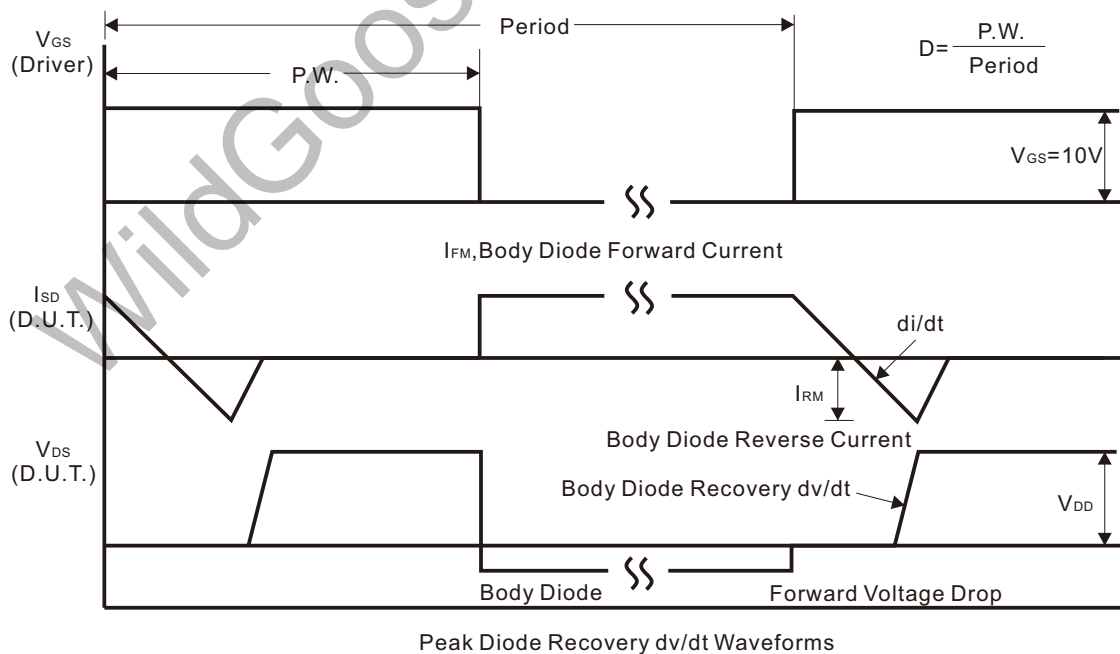 Period
VGS
(Driver)
D= P.W.
Period
P.W.
VGS=10V
IFM,Body Diode Forward Current
ISD
(D.U.T.)
di/dt
IRM
Body Diode Reverse Current
VDS
(D.U.T.)
Body Diode Recovery dv/dt
VDD
Body Diode
Forward Voltage Drop
Peak Diode Recovery dv/dt Waveforms
WildGoos